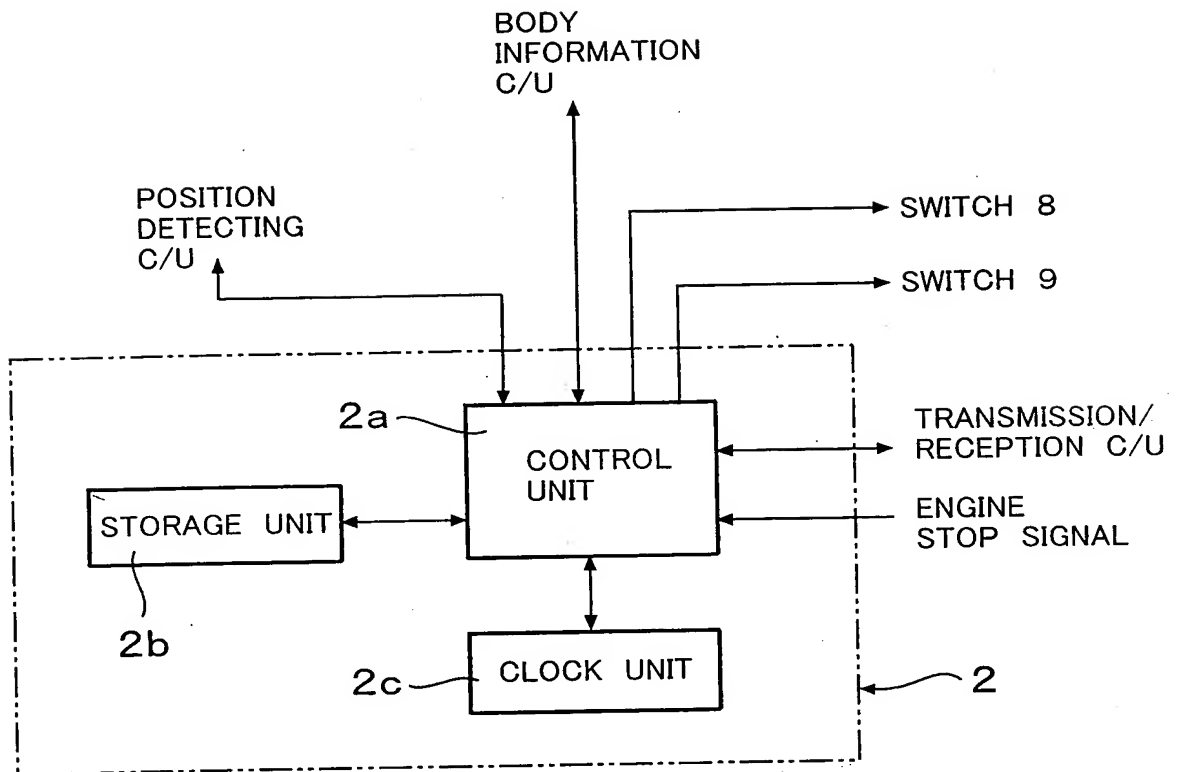 BODY
INFORMATION
C/U
POSITION
DETECTING
C/U
SWITCH 8
SWITCH 9
2a
CONTROL
UNIT
TRANSMISSION/
RECEPTION C/U
STORAGE UNIT
ENGINE
STOP SIGNAL
2b
2c
CLOCK UNIT
2